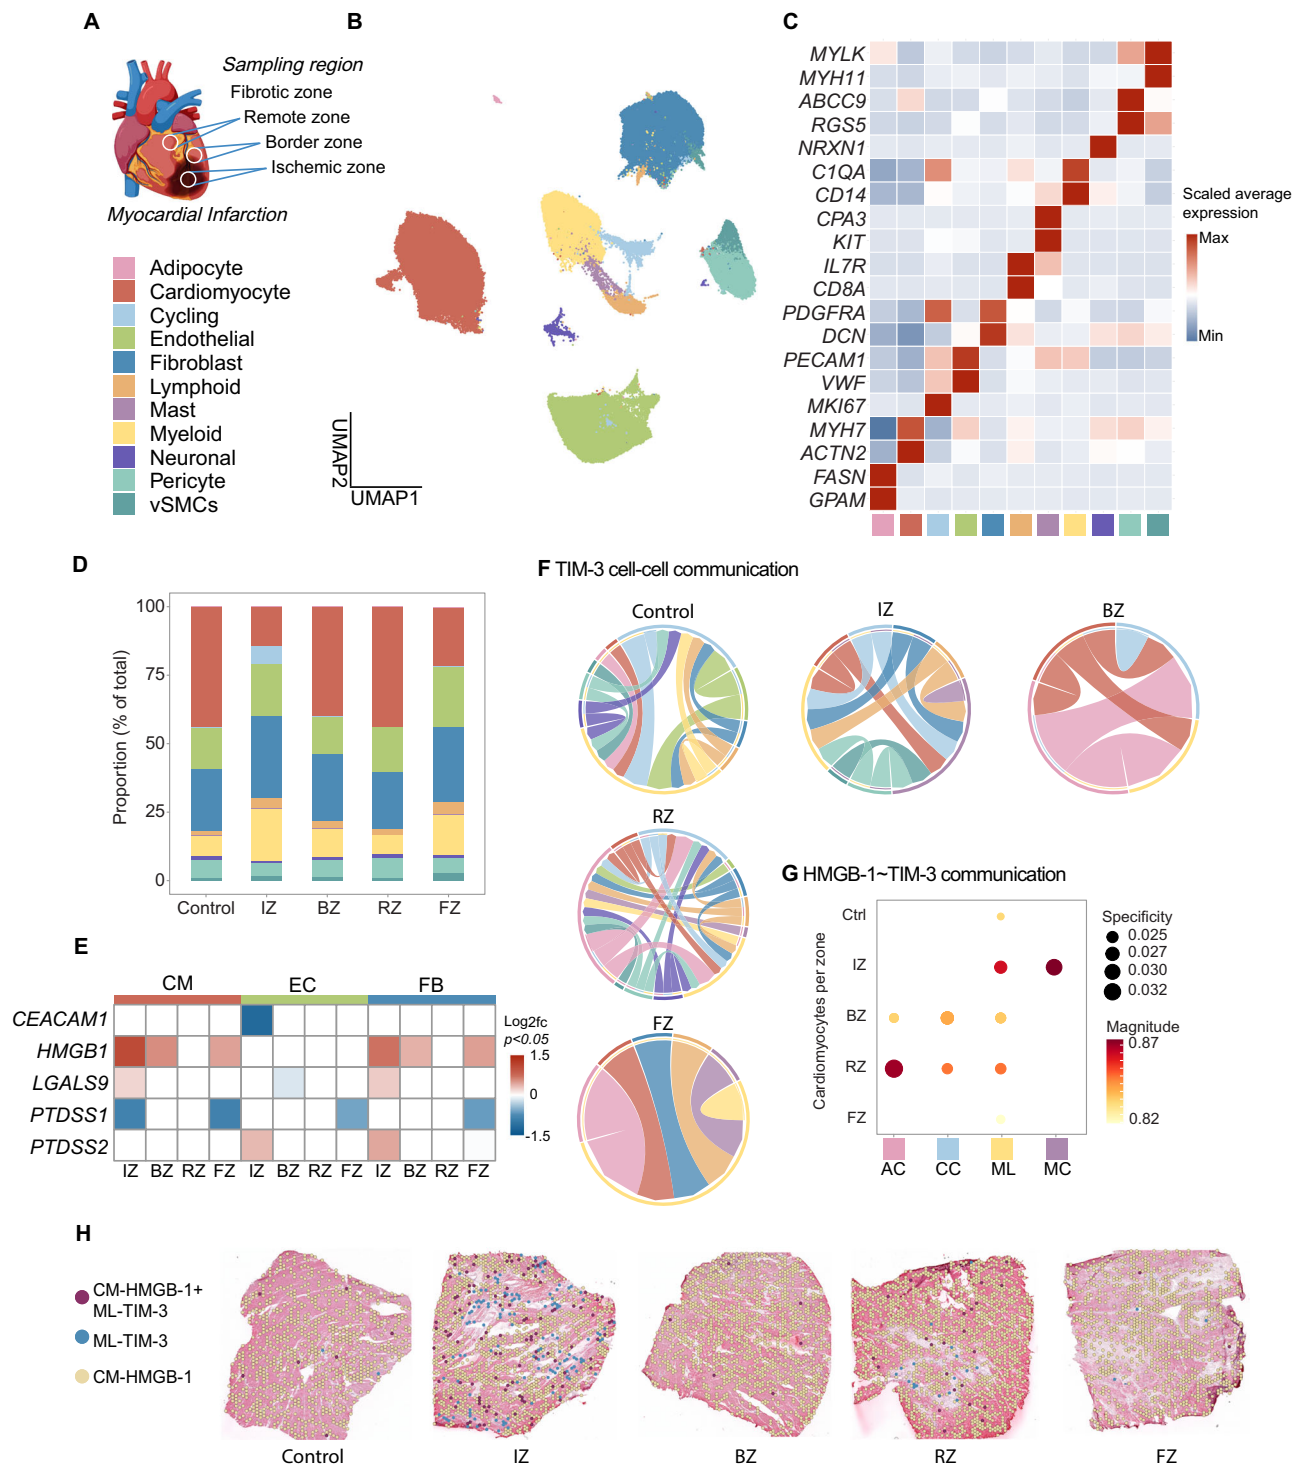 A
Sampling region
Fibrotic zone
Remote zone
Border zone
Ischemic zone
Myocardial Infarction
Adipocyte
Cardiomyocyte
Cycling
Endothelial
Fibroblast
Lymphoid
Mast
Myeloid
Neuronal
Pericyte
vSMCs
B
UMAP2
UMAP1
C
MYLK
MYH11
ABCC9
RGS5
NRXN1
C1QA
CD14
CPA3
KIT
IL7R
CD8A
PDGFRA
DCN
PECAM1
VWF
MKI67
MYH7
ACTN2
FASN
GPAM
Scaled average
expression
Max
Min
D
Proportion (% of total)
100
75
50
25
0
Control IZ BZ RZ FZ
E
CM EC FB
CEACAM1
HMGB1
LGALS9
PTDSS1
PTDSS2
IZ BZ RZ FZ IZ BZ RZ FZ IZ BZ RZ FZ
Log2fc
p<0.05
1.5
0
-1.5
F TIM-3 cell-cell communication
Control IZ BZ
RZ
FZ
G HMGB-1~TIM-3 communication
Cardiomyocytes per zone
Ctrl
IZ
BZ
RZ
FZ
AC CC ML MC
Specificity
0.025
0.027
0.030
0.032
Magnitude
0.87
0.82
H
CM-HMGB-1+
ML-TIM-3
ML-TIM-3
CM-HMGB-1
Control IZ BZ RZ FZ